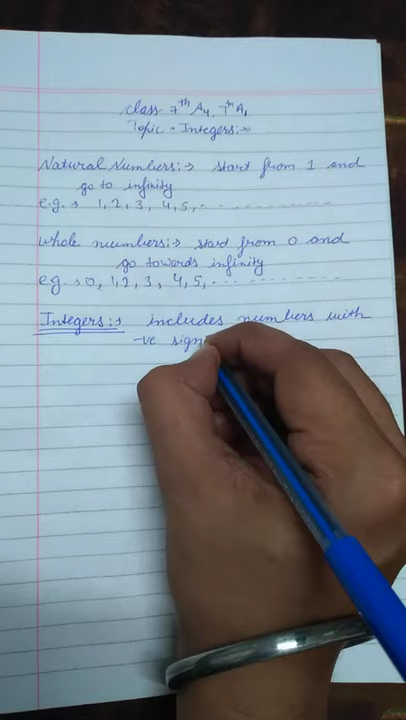 class- 7th A4, 7th A1
Topic - Integers:->
Natural Numbers:-> start from 1 and
go to infinity
e.g. -> 1, 2, 3, 4, 5, - - - - - - - - - - -
whole numbers:-> start from 0 and
go towards infinity
eg. -> 0, 1, 2, 3, 4, 5, - - - - - - - - - - -
Integers:-> includes numbers with
-ve sign